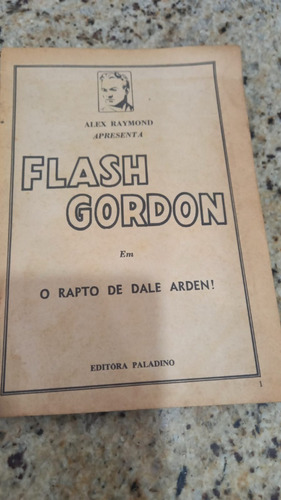 ALEX RAYMOND
APRESENTA
FLASH
GORDON
Em
O RAPTO DE DALE ARDEN!
EDITORA PALADINO
1